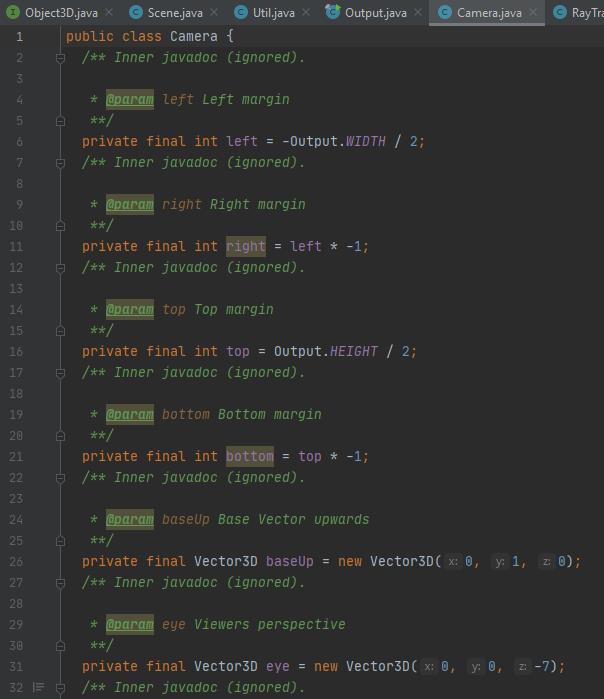 Object3D.java Scene.java Util.java Output.java Camera.java RayTra
1 public class Camera {
2 /** Inner javadoc (ignored).
3
4 * @param left Left margin
5 **/
6 private final int left = -Output.WIDTH / 2;
7 /** Inner javadoc (ignored).
8
9 * @param right Right margin
10 **/
11 private final int right = left * -1;
12 /** Inner javadoc (ignored).
13
14 * @param top Top margin
15 **/
16 private final int top = Output.HEIGHT / 2;
17 /** Inner javadoc (ignored).
18
19 * @param bottom Bottom margin
20 **/
21 private final int bottom = top * -1;
22 /** Inner javadoc (ignored).
23
24 * @param baseUp Base Vector upwards
25 **/
26 private final Vector3D baseUp = new Vector3D( x: 0, y: 1, z: 0);
27 /** Inner javadoc (ignored).
28
29 * @param eye Viewers perspective
30 **/
31 private final Vector3D eye = new Vector3D( x: 0, y: 0, z: -7);
32 /** Inner javadoc (ignored).